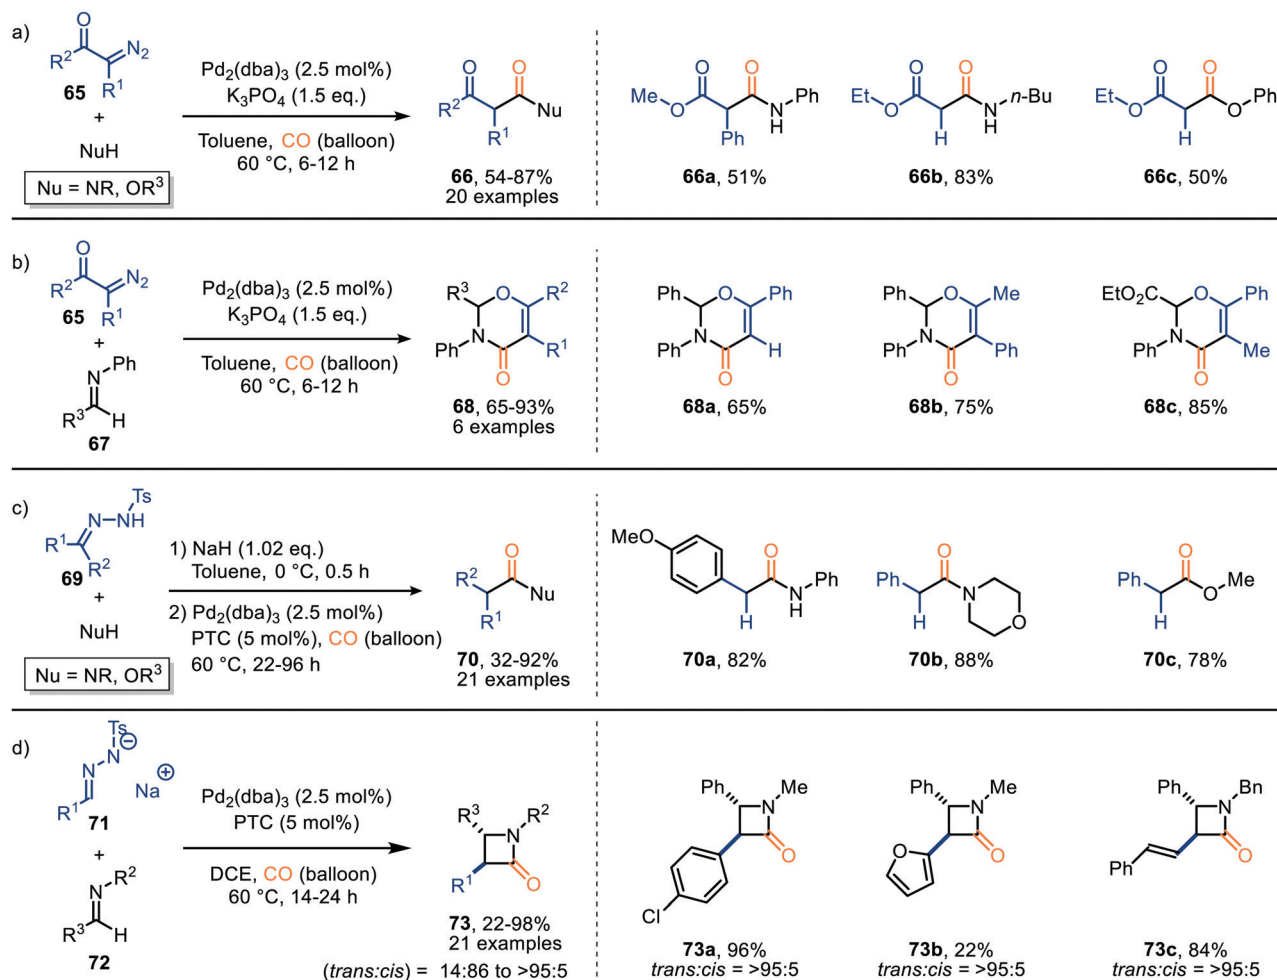 a)
O
R²
N₂
65
R¹
+
NuH
Nu = NR, OR³
Pd₂(dba)₃ (2.5 mol%)
K₃PO₄ (1.5 eq.)
Toluene, CO (balloon)
60 °C, 6-12 h
O O
R² Nu
R¹
66, 54-87%
20 examples
O O
MeO N Ph
Ph H
66a, 51%
O O
EtO N n-Bu
H H
66b, 83%
O O
EtO O Ph
H
66c, 50%
b)
O
R²
N₂
65
R¹
+
N Ph
R³ H
67
Pd₂(dba)₃ (2.5 mol%)
K₃PO₄ (1.5 eq.)
Toluene, CO (balloon)
60 °C, 6-12 h
R³ O R²
Ph N R¹
O
68, 65-93%
6 examples
Ph O Ph
Ph N H
O
68a, 65%
Ph O Me
Ph N Ph
O
68b, 75%
EtO₂C O Ph
Ph N Me
O
68c, 85%
c)
Ts
N NH
R¹
R²
69
+
NuH
Nu = NR, OR³
1) NaH (1.02 eq.)
Toluene, 0 °C, 0.5 h
2) Pd₂(dba)₃ (2.5 mol%)
PTC (5 mol%), CO (balloon)
60 °C, 22-96 h
O
R² Nu
R¹
70, 32-92%
21 examples
MeO
O
N Ph
H H
70a, 82%
O
Ph N
H O
70b, 88%
O
Ph O Me
H
70c, 78%
d)
Ts
⊖
N N
Na ⊕
R¹
71
+
N R²
R³ H
72
Pd₂(dba)₃ (2.5 mol%)
PTC (5 mol%)
DCE, CO (balloon)
60 °C, 14-24 h
R³ N R²
R¹ O
73, 22-98%
21 examples
(trans:cis) = 14:86 to >95:5
Ph N Me
O
Cl
73a, 96%
trans:cis = >95:5
Ph N Me
O O
73b, 22%
trans:cis = >95:5
Ph N Bn
Ph O
73c, 84%
trans:cis = >95:5